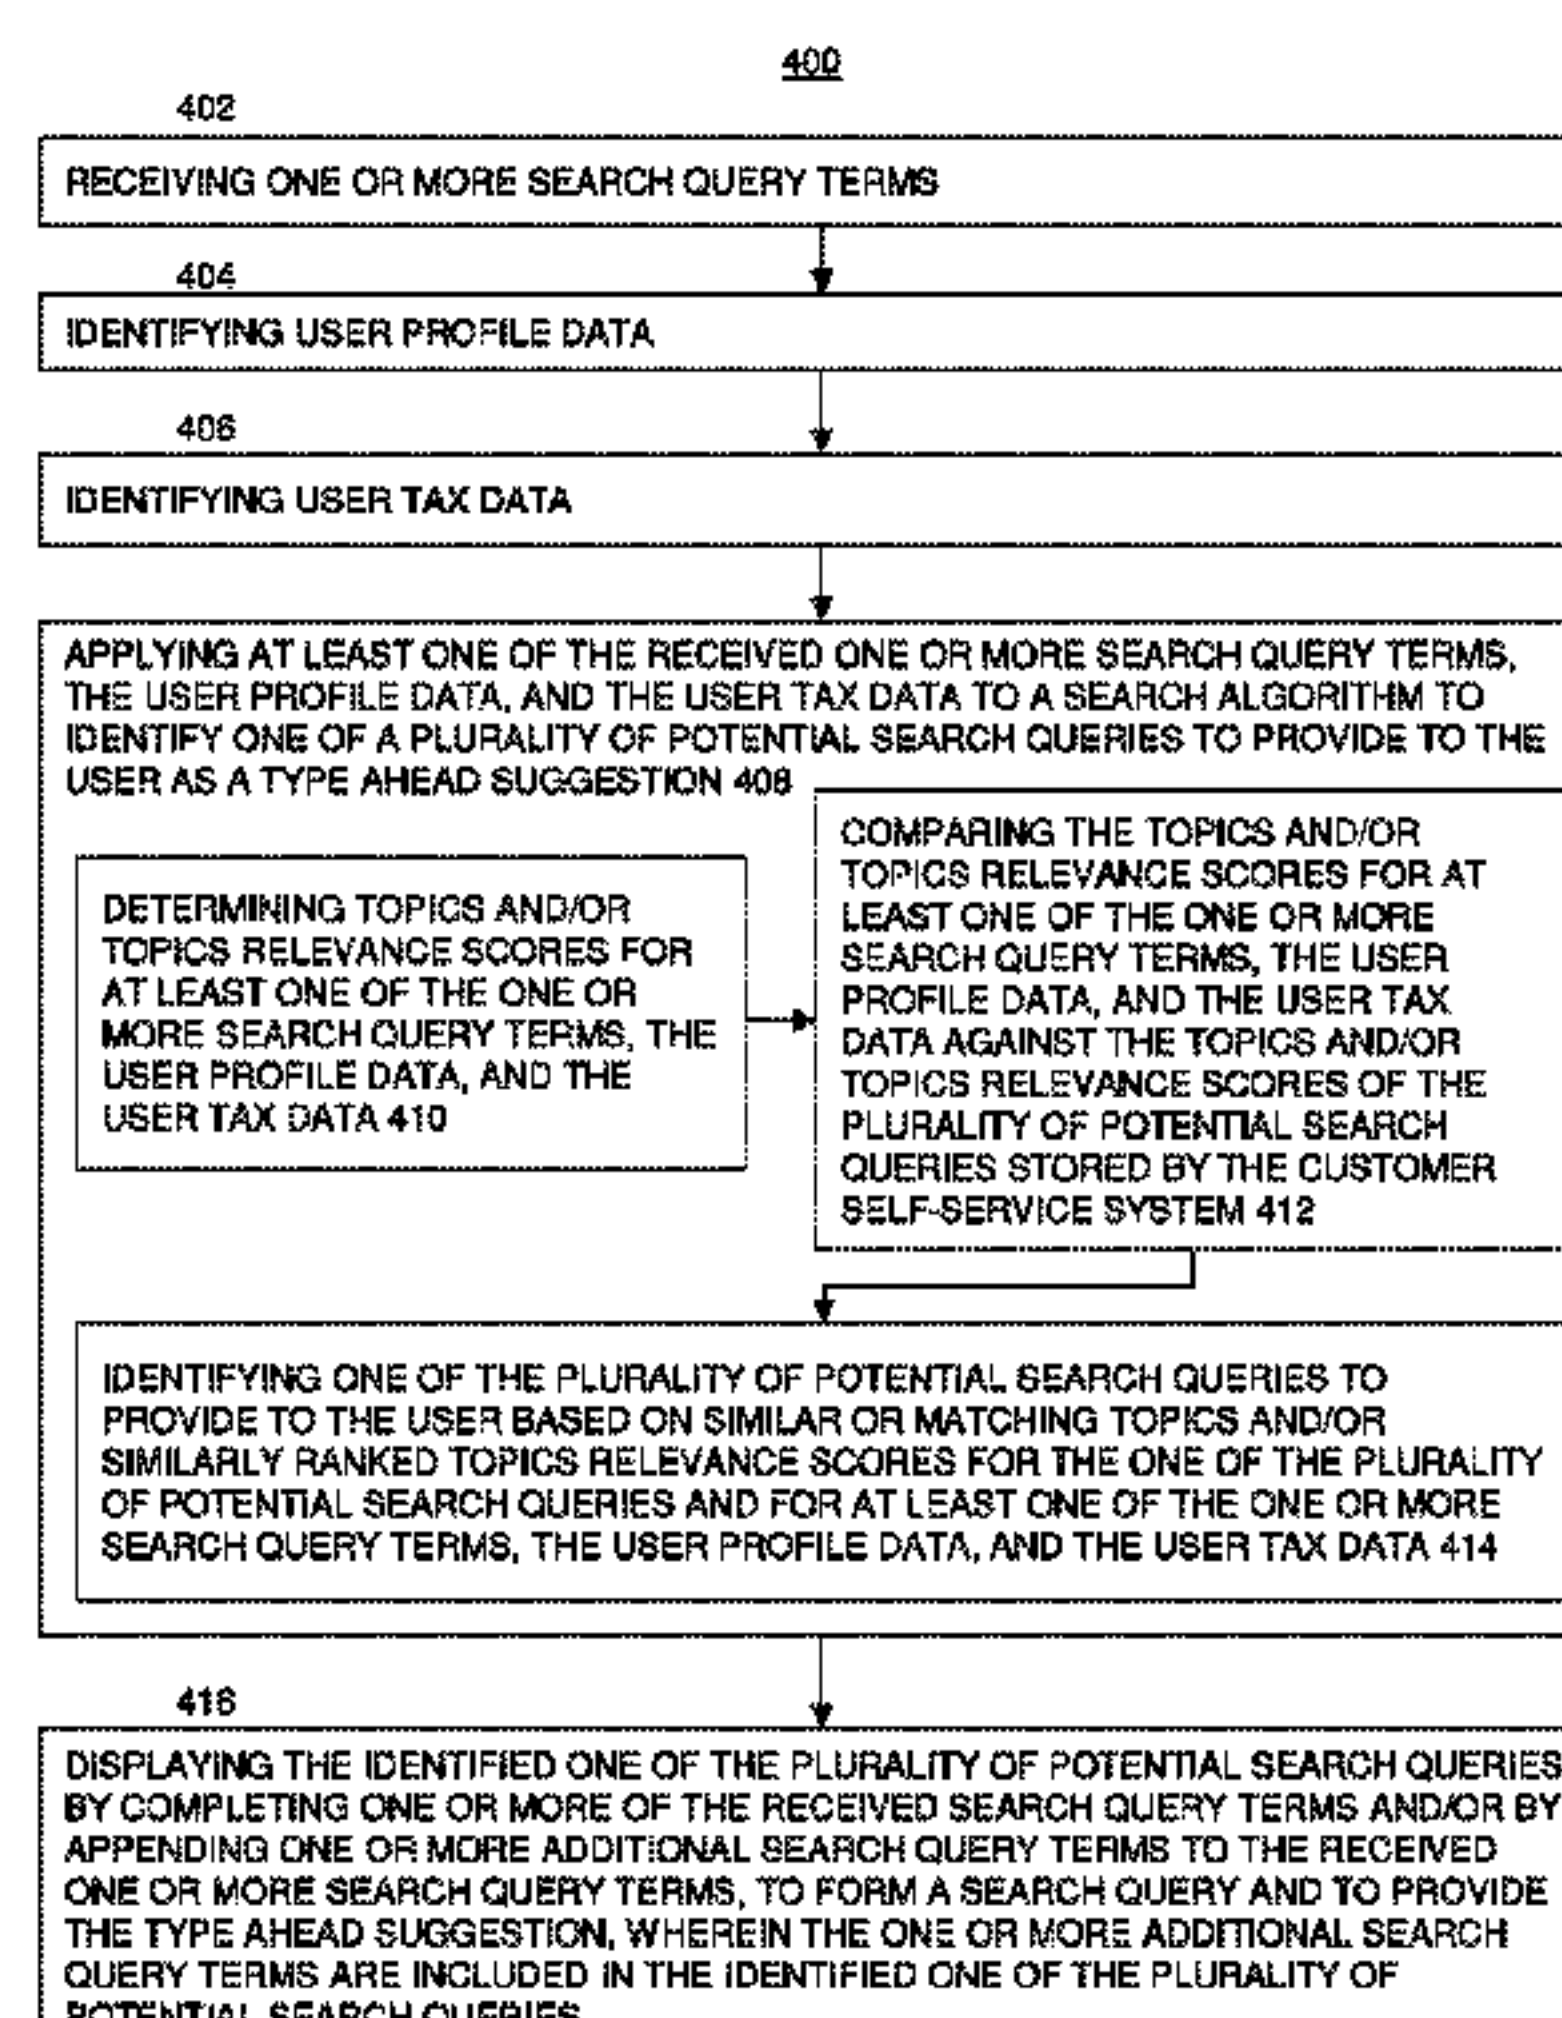 400
402
RECEIVING ONE OR MORE SEARCH QUERY TERMS
404
IDENTIFYING USER PROFILE DATA
406
IDENTIFYING USER TAX DATA
APPLYING AT LEAST ONE OF THE RECEIVED ONE OR MORE SEARCH QUERY TERMS,
THE USER PROFILE DATA, AND THE USER TAX DATA TO A SEARCH ALGORITHM TO
IDENTIFY ONE OF A PLURALITY OF POTENTIAL SEARCH QUERIES TO PROVIDE TO THE
USER AS A TYPE AHEAD SUGGESTION 408
DETERMINING TOPICS AND/OR
TOPICS RELEVANCE SCORES FOR
AT LEAST ONE OF THE ONE OR
MORE SEARCH QUERY TERMS, THE
USER PROFILE DATA, AND THE
USER TAX DATA 410
COMPARING THE TOPICS AND/OR
TOPICS RELEVANCE SCORES FOR AT
LEAST ONE OF THE ONE OR MORE
SEARCH QUERY TERMS, THE USER
PROFILE DATA, AND THE USER TAX
DATA AGAINST THE TOPICS AND/OR
TOPICS RELEVANCE SCORES OF THE
PLURALITY OF POTENTIAL SEARCH
QUERIES STORED BY THE CUSTOMER
SELF-SERVICE SYSTEM 412
IDENTIFYING ONE OF THE PLURALITY OF POTENTIAL SEARCH QUERIES TO
PROVIDE TO THE USER BASED ON SIMILAR OR MATCHING TOPICS AND/OR
SIMILARLY RANKED TOPICS RELEVANCE SCORES FOR THE ONE OF THE PLURALITY
OF POTENTIAL SEARCH QUERIES AND FOR AT LEAST ONE OF THE ONE OR MORE
SEARCH QUERY TERMS, THE USER PROFILE DATA, AND THE USER TAX DATA 414
416
DISPLAYING THE IDENTIFIED ONE OF THE PLURALITY OF POTENTIAL SEARCH QUERIES
BY COMPLETING ONE OR MORE OF THE RECEIVED SEARCH QUERY TERMS AND/OR BY
APPENDING ONE OR MORE ADDITIONAL SEARCH QUERY TERMS TO THE RECEIVED
ONE OR MORE SEARCH QUERY TERMS, TO FORM A SEARCH QUERY AND TO PROVIDE
THE TYPE AHEAD SUGGESTION, WHEREIN THE ONE OR MORE ADDITIONAL SEARCH
QUERY TERMS ARE INCLUDED IN THE IDENTIFIED ONE OF THE PLURALITY OF
POTENTIAL SEARCH QUERIES